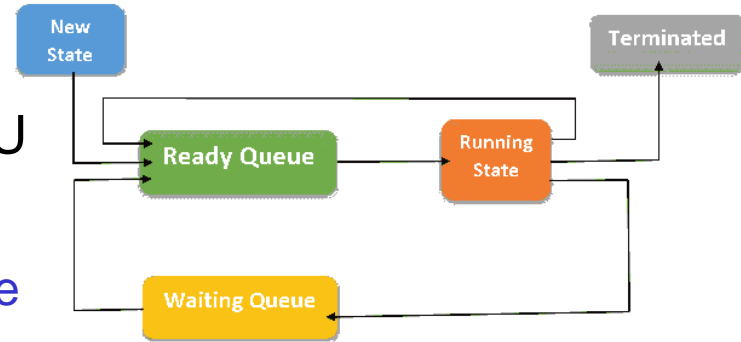 New
State
Terminated
U
Ready Queue
Running
State
e
Waiting Queue